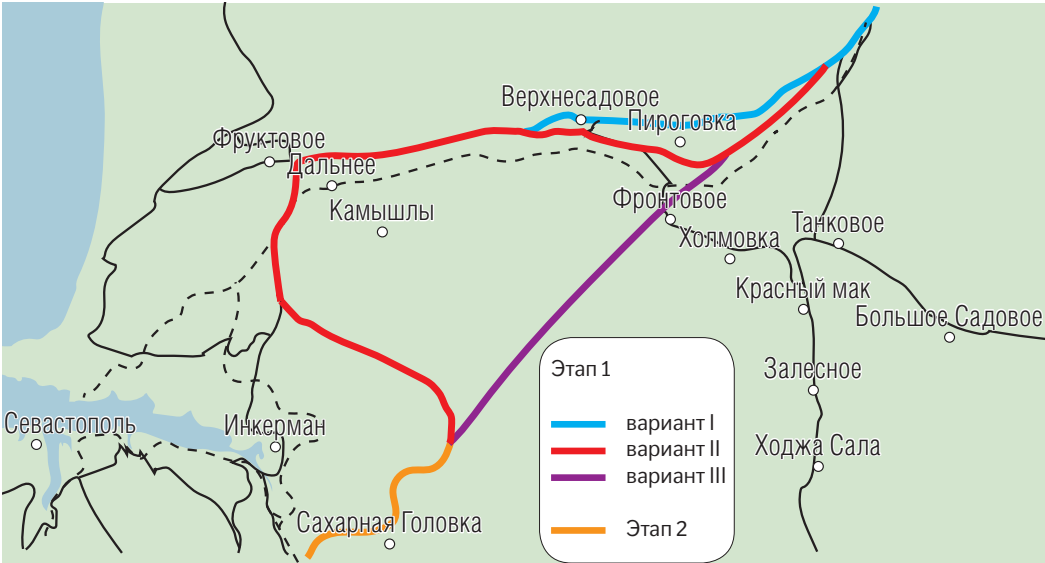 Верхнесадовое
Пироговка
Фруктовое
Дальнее
Камышлы
Фронтовое
Холмовка
Танковое
Красный мак
Большое Садовое
Залесное
Ходжа Сала
Севастополь
Инкерман
Сахарная Головка
Этап 1
вариант I
вариант II
вариант III
Этап 2